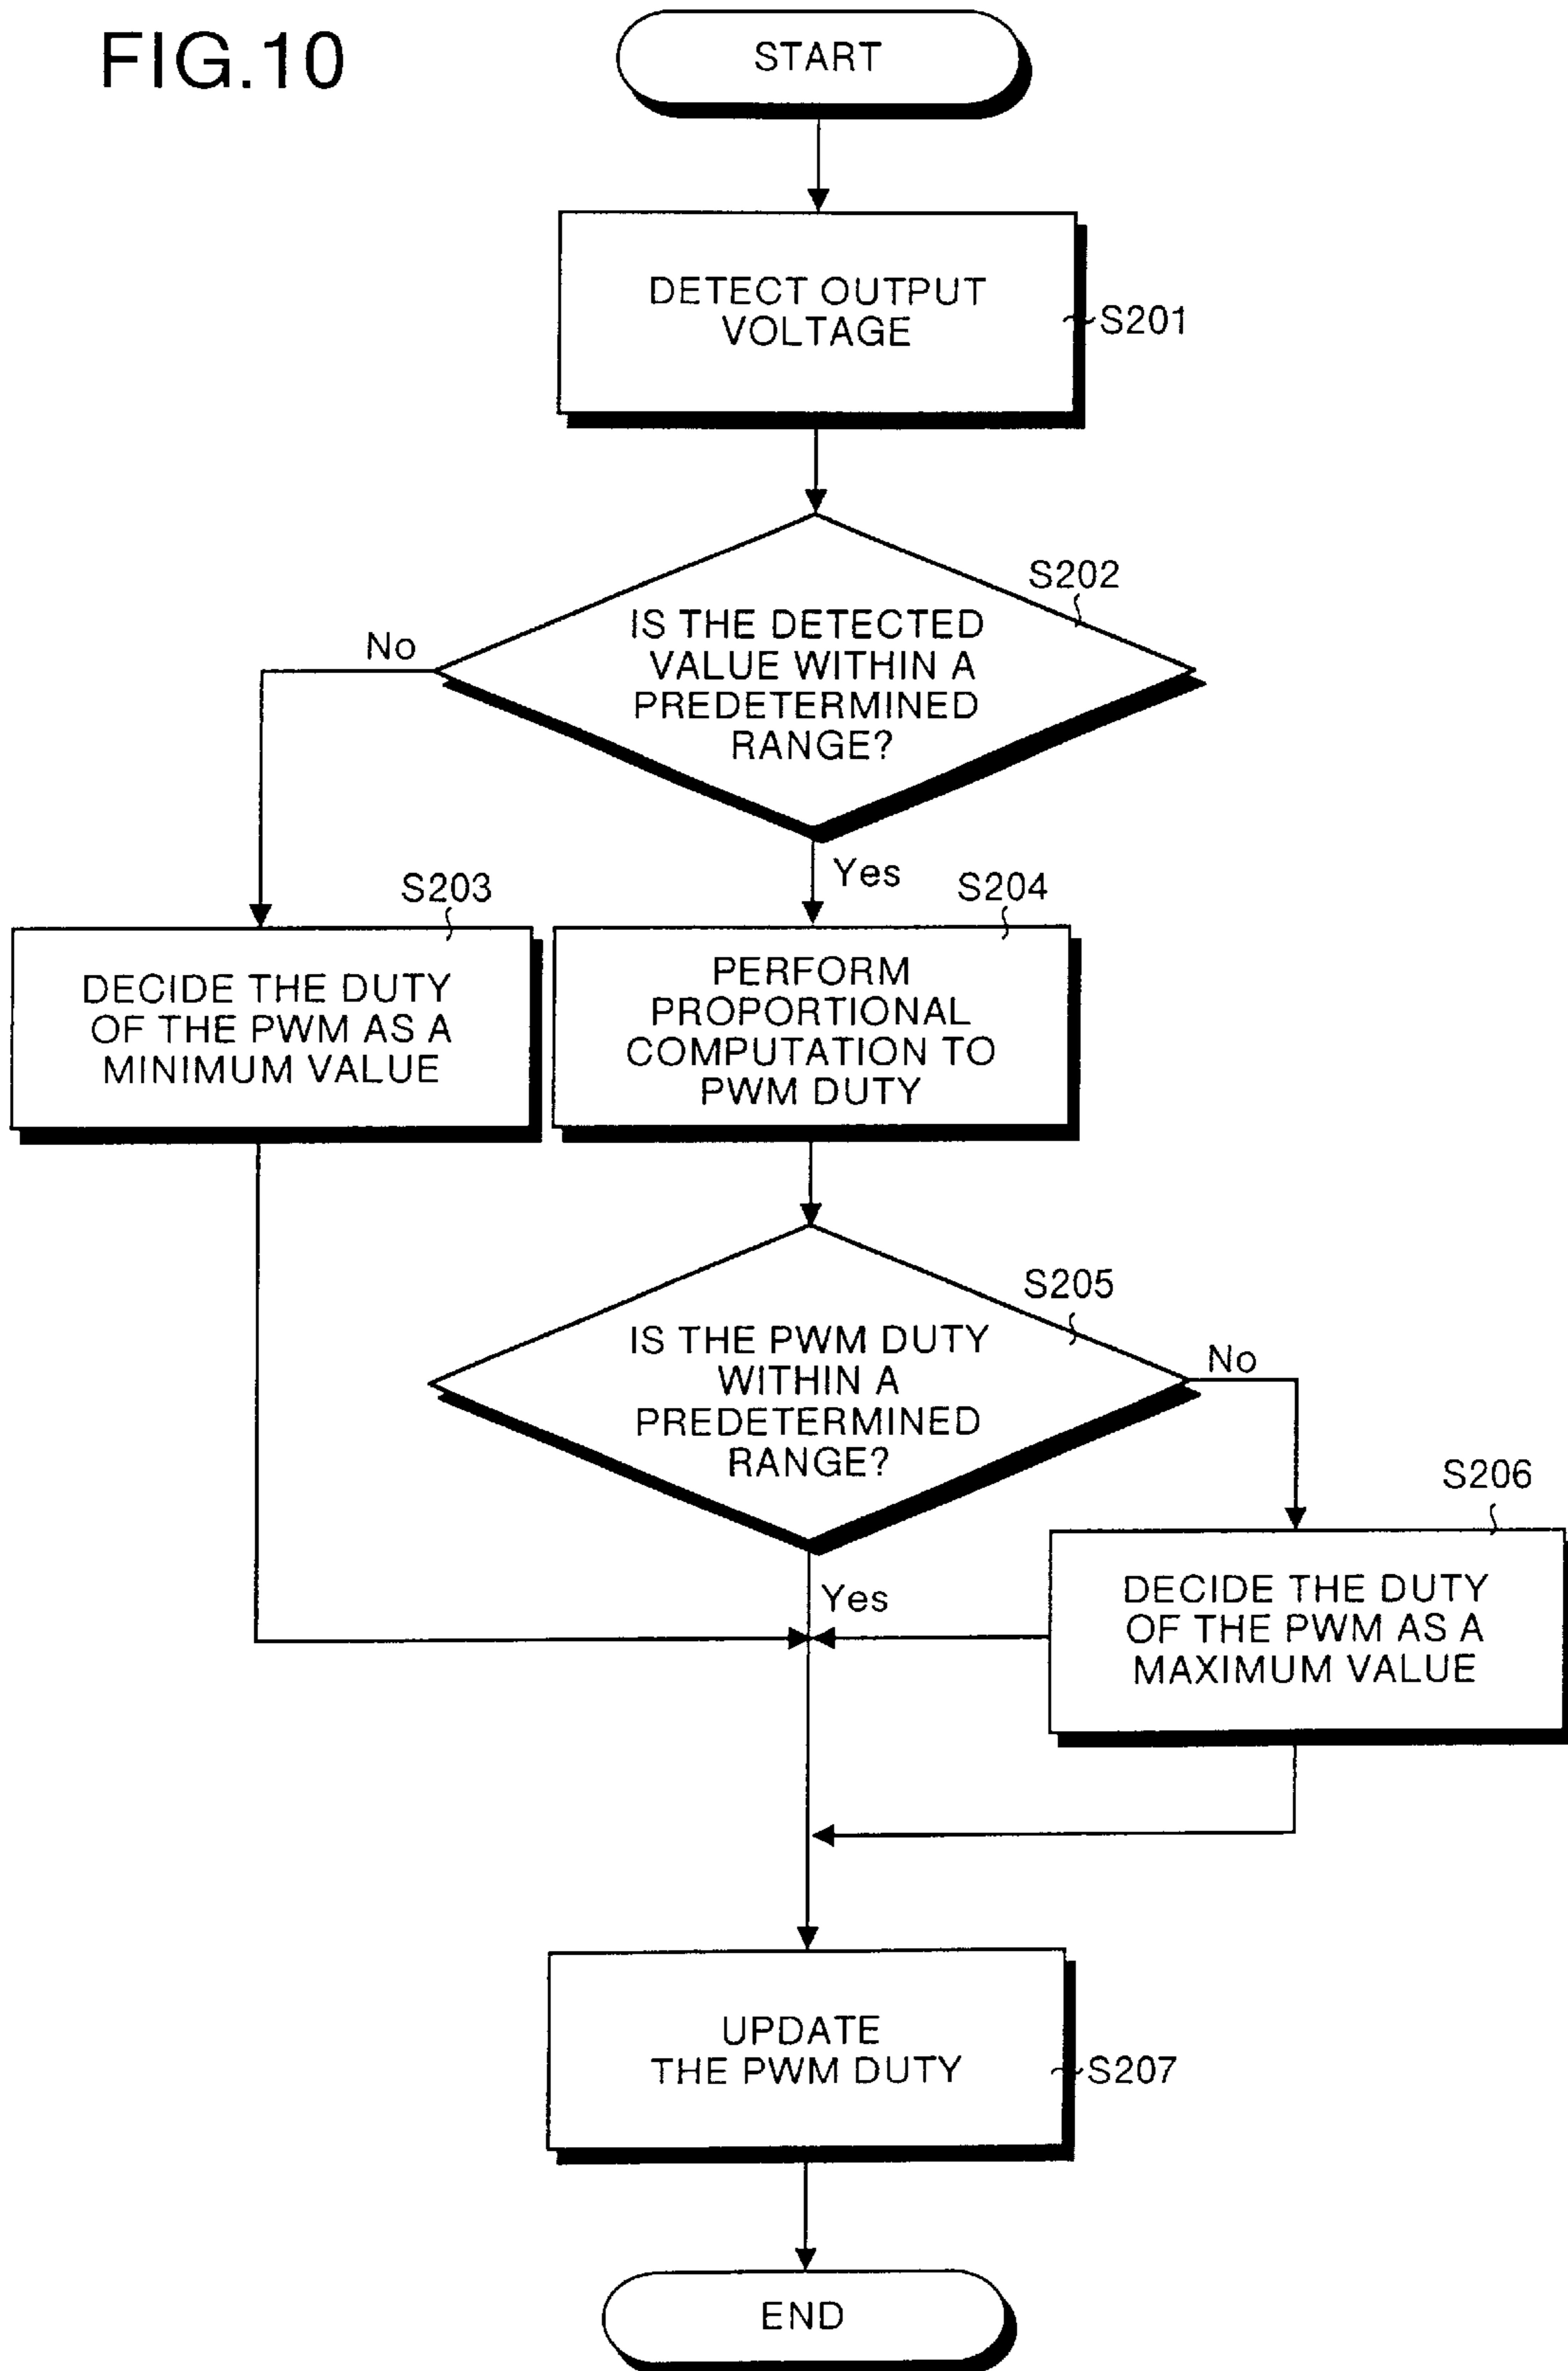 FIG.10
START
DETECT OUTPUT
VOLTAGE
S201
S202
IS THE DETECTED
VALUE WITHIN A
PREDETERMINED
RANGE?
No
Yes
S203
DECIDE THE DUTY
OF THE PWM AS A
MINIMUM VALUE
S204
PERFORM
PROPORTIONAL
COMPUTATION TO
PWM DUTY
S205
IS THE PWM DUTY
WITHIN A
PREDETERMINED
RANGE?
No
Yes
S206
DECIDE THE DUTY
OF THE PWM AS A
MAXIMUM VALUE
UPDATE
THE PWM DUTY
S207
END